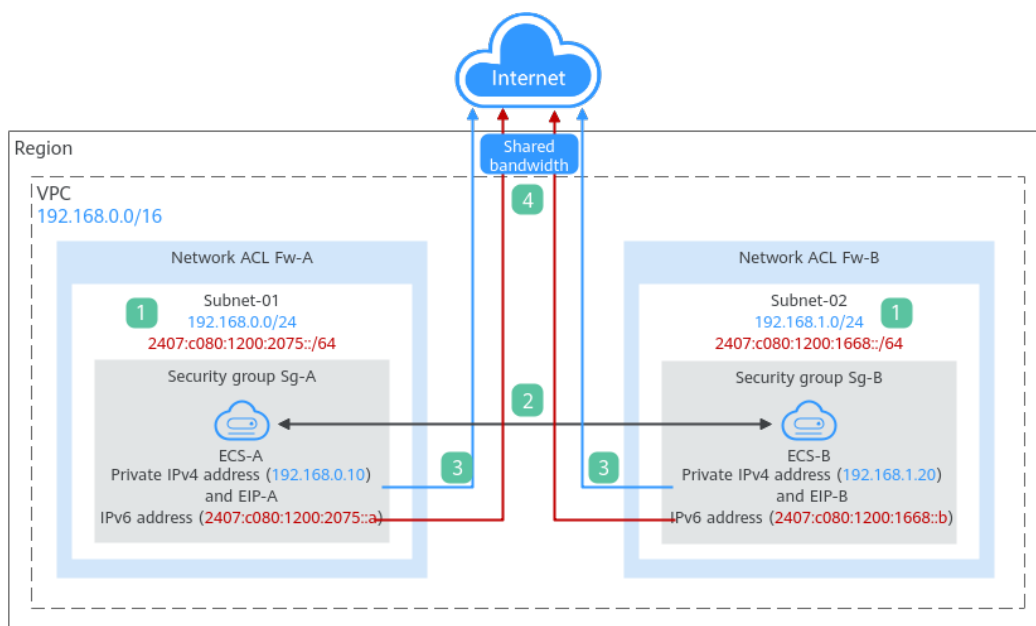 Internet
Shared
bandwidth
Region
VPC
192.168.0.0/16
4
Network ACL Fw-A
1
Subnet-01
192.168.0.0/24
2407:c080:1200:2075::/64
Security group Sg-A
ECS-A
Private IPv4 address (192.168.0.10)
and EIP-A
IPv6 address (2407:c080:1200:2075::a)
2
3
3
Network ACL Fw-B
Subnet-02
1
192.168.1.0/24
2407:c080:1200:1668::/64
Security group Sg-B
ECS-B
Private IPv4 address (192.168.1.20)
and EIP-B
IPv6 address (2407:c080:1200:1668::b)